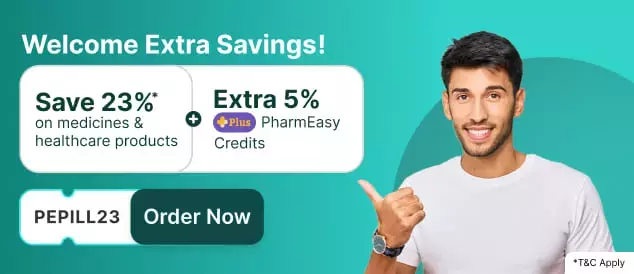 Welcome Extra Savings!
Save 23%*
on medicines &
healthcare products
Extra 5%
Plus PharmEasy
Credits
PEPILL23
Order Now
*T&C Apply